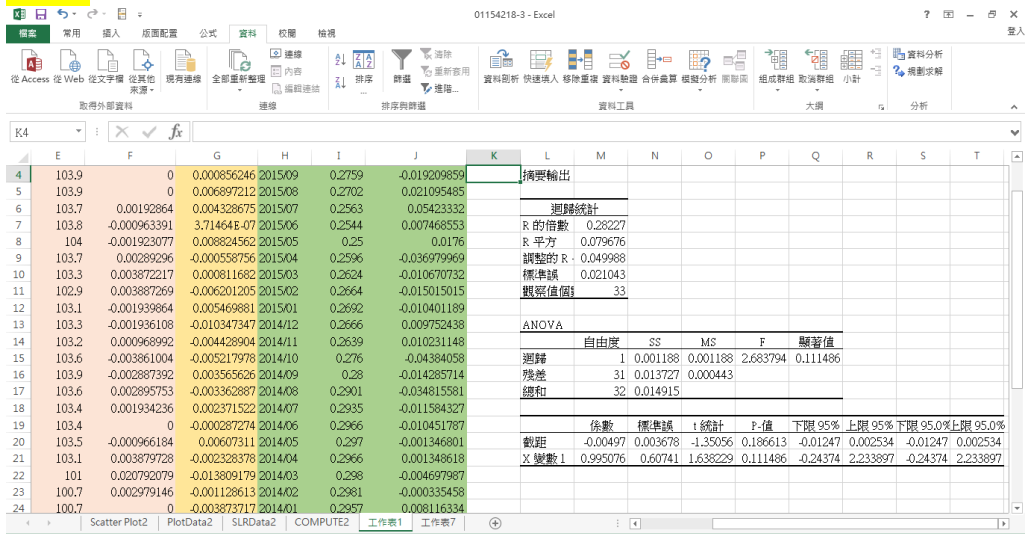 01154218-3 - Excel
登入
檔案 常用 插入 版面配置 公式 資料 校閱 檢視
從 Access 從 Web 從文字檔 從其他來源 現有連線 全部重新整理 連線 內容 編輯連結 排序 篩選 清除 重新套用 進階... 資料剖析 快速填入 移除重複 資料驗證 合併彙算 模擬分析 關聯圖 組成群組 取消群組 小計 資料分析 規劃求解
取得外部資料 連線 排序與篩選 資料工具 大綱 分析
K4 fx
E F G H I J K L M N O P Q R S T
4 103.9 0 0.000856246 2015/09 0.2759 -0.019209859 摘要輸出
5 103.9 0 0.006897212 2015/08 0.2702 0.021095485
6 103.7 0.00192864 0.004328675 2015/07 0.2563 0.05423332 迴歸統計
7 103.8 -0.000963391 3.71464E-07 2015/06 0.2544 0.007468553 R 的倍數 0.28227
8 104 -0.001923077 0.008824562 2015/05 0.25 0.0176 R 平方 0.079676
9 103.7 0.00289296 -0.000558756 2015/04 0.2596 -0.036979969 調整的 R 0.049988
10 103.3 0.003872217 0.000811682 2015/03 0.2624 -0.010670732 標準誤 0.021043
11 102.9 0.003887269 -0.006201205 2015/02 0.2664 -0.015015015 觀察值個 33
12 103.1 -0.001939864 0.005469881 2015/01 0.2692 -0.010401189
13 103.3 -0.001936108 -0.010347347 2014/12 0.2666 0.009752438 ANOVA
14 103.2 0.000968992 -0.004428904 2014/11 0.2639 0.010231148 自由度 SS MS F 顯著值
15 103.6 -0.003861004 -0.005217978 2014/10 0.276 -0.04384058 迴歸 1 0.001188 0.001188 2.683794 0.111486
16 103.9 -0.002887392 0.003565626 2014/09 0.28 -0.014285714 殘差 31 0.013727 0.000443
17 103.6 0.002895753 -0.003362887 2014/08 0.2901 -0.034815581 總和 32 0.014915
18 103.4 0.001934236 0.002371522 2014/07 0.2935 -0.011584327
19 103.4 0 -0.000287274 2014/06 0.2966 -0.010451787 係數 標準誤 t 統計 P-值 下限 95% 上限 95% 下限 95.0% 上限 95.0%
20 103.5 -0.000966184 0.00607311 2014/05 0.297 -0.001346801 截距 -0.00497 0.003678 -1.35056 0.186613 -0.01247 0.002534 -0.01247 0.002534
21 103.1 0.003879728 -0.002328378 2014/04 0.2966 0.001348618 X 變數 1 0.995076 0.60741 1.638229 0.111486 -0.24374 2.233897 -0.24374 2.233897
22 101 0.020792079 -0.013809179 2014/03 0.298 -0.004697987
23 100.7 0.002979146 -0.001128613 2014/02 0.2981 -0.000335458
24 100.7 0 -0.003873717 2014/01 0.2957 0.008116334
Scatter Plot2 PlotData2 SLRData2 COMPUTE2 工作表1 工作表7